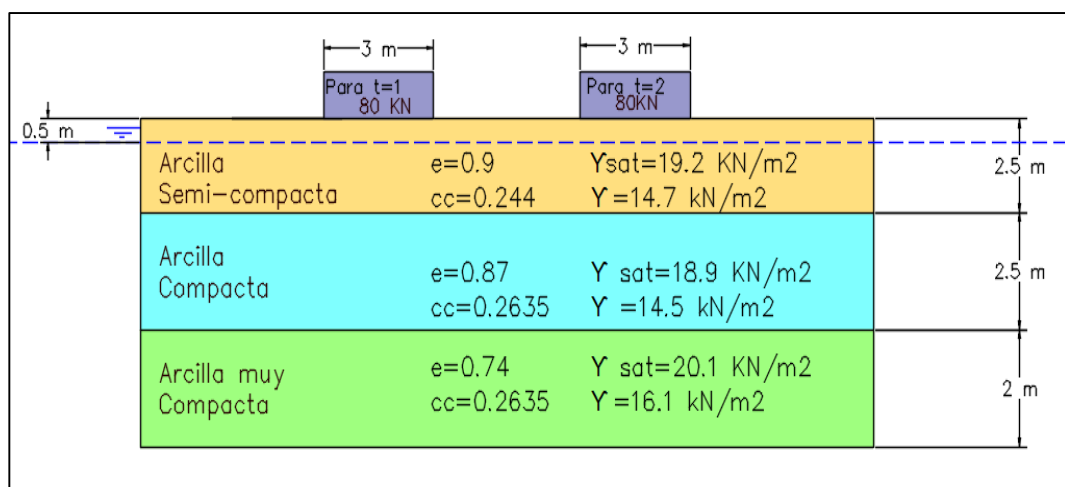 3 m
3 m
Para t=1
80 KN
Para t=2
80KN
0.5 m
Arcilla
Semi-compacta
e=0.9
cc=0.244
ϒsat=19.2 KN/m2
ϒ =14.7 kN/m2
2.5 m
Arcilla
Compacta
e=0.87
cc=0.2635
ϒ sat=18.9 KN/m2
ϒ =14.5 kN/m2
2.5 m
Arcilla muy
Compacta
e=0.74
cc=0.2635
ϒ sat=20.1 KN/m2
ϒ=16.1 kN/m2
2 m